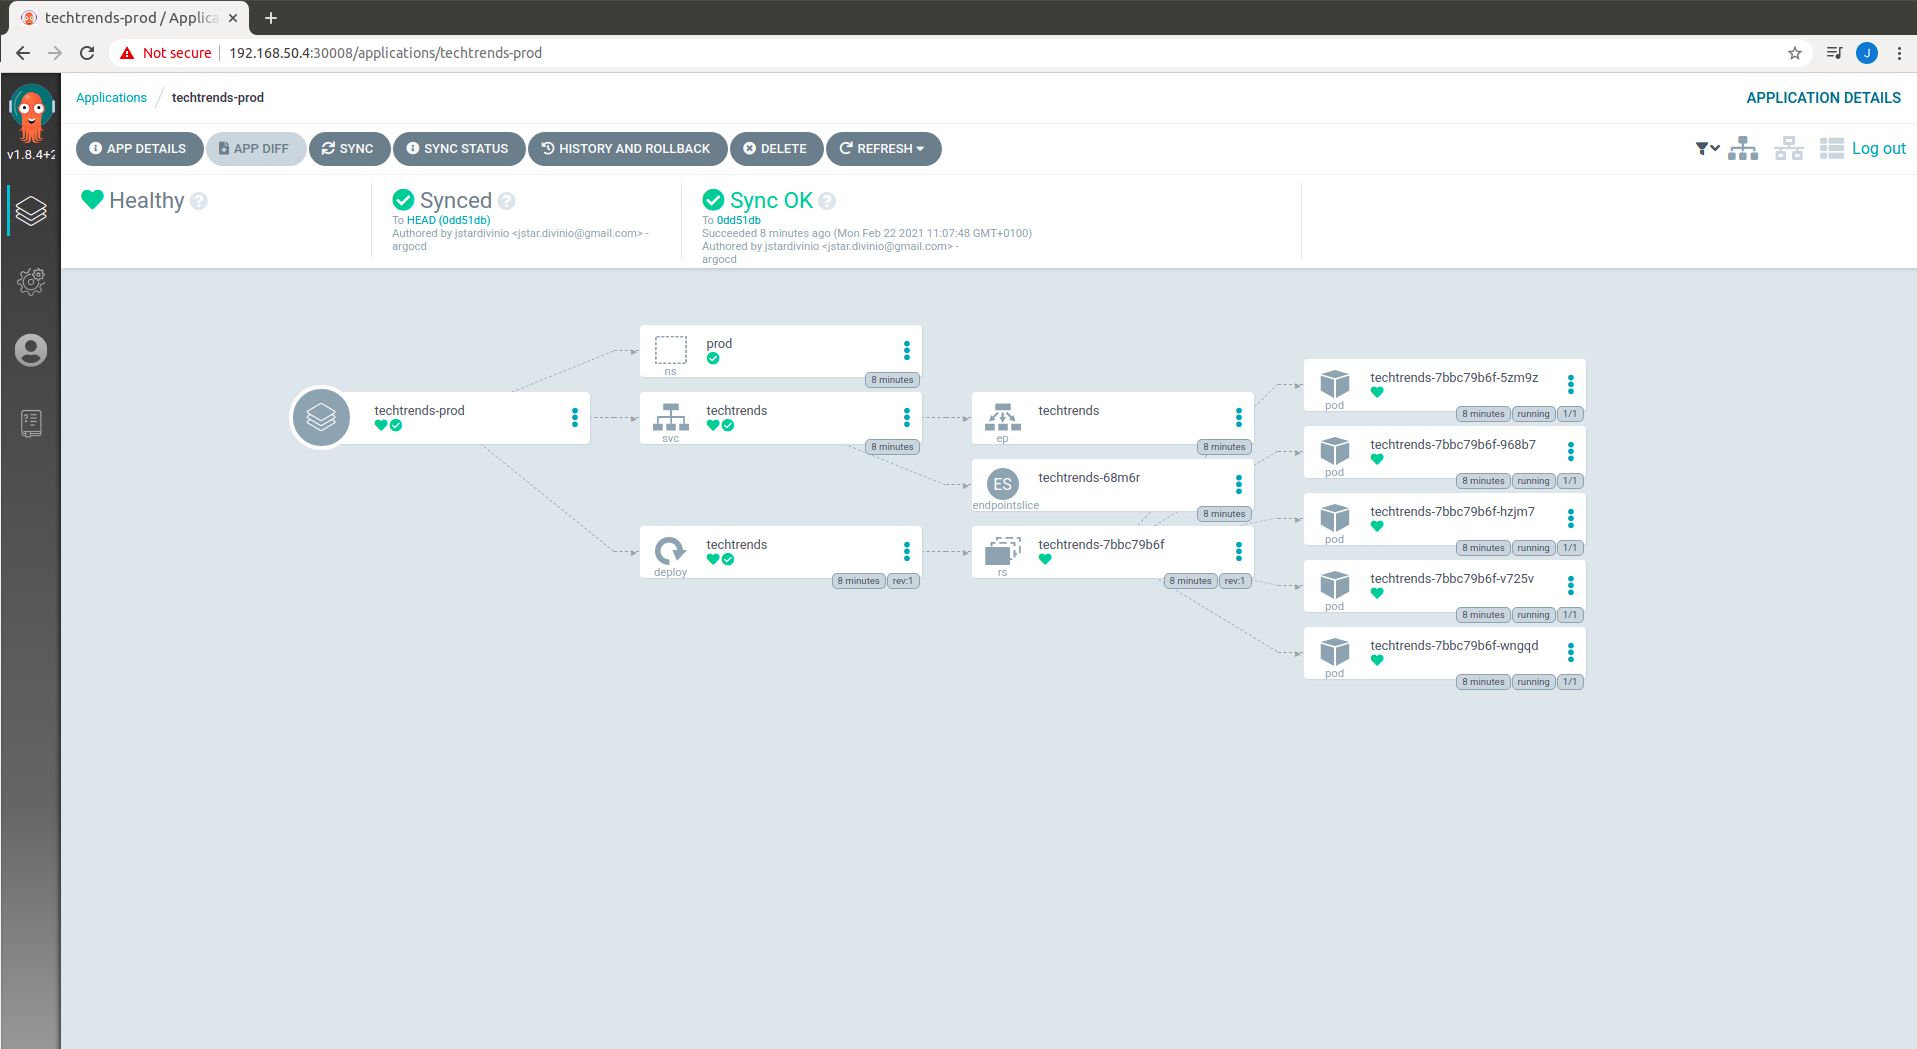 techtrends-prod / Applica
Not secure 192.168.50.4:30008/applications/techtrends-prod
J
v1.8.4+2
Applications techtrends-prod APPLICATION DETAILS
APP DETAILS APP DIFF SYNC SYNC STATUS HISTORY AND ROLLBACK DELETE REFRESH Log out
Healthy
Synced
To HEAD (0dd51db)
Authored by jstardivinio <jstar.divinio@gmail.com> -
argocd
Sync OK
To 0dd51db
Succeeded 8 minutes ago (Mon Feb 22 2021 11:07:48 GMT+0100)
Authored by jstardivinio <jstar.divinio@gmail.com> -
argocd
techtrends-prod
prod
ns
8 minutes
techtrends
svc
8 minutes
techtrends
deploy
8 minutes rev:1
techtrends
ep
8 minutes
ES
techtrends-68m6r
endpointslice
8 minutes
techtrends-7bbc79b6f
rs
8 minutes rev:1
techtrends-7bbc79b6f-5zm9z
pod
8 minutes running 1/1
techtrends-7bbc79b6f-968b7
pod
8 minutes running 1/1
techtrends-7bbc79b6f-hzjm7
pod
8 minutes running 1/1
techtrends-7bbc79b6f-v725v
pod
8 minutes running 1/1
techtrends-7bbc79b6f-wngqd
pod
8 minutes running 1/1